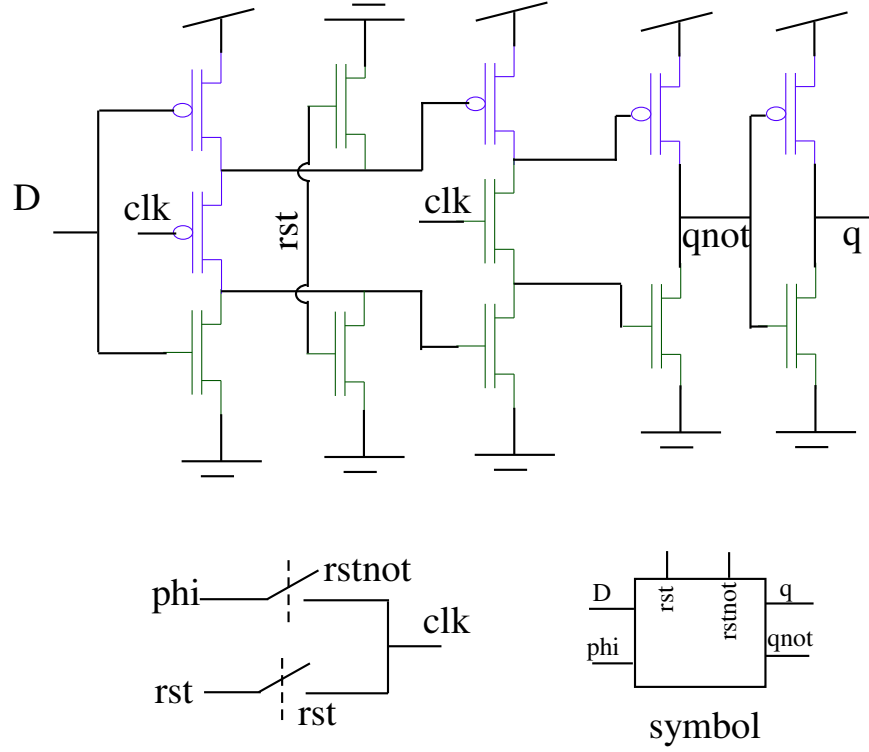 D
clk
rst
clk
qnot
q
phi
rstnot
clk
rst
rst
D
phi
rst
rstnot
q
qnot
symbol